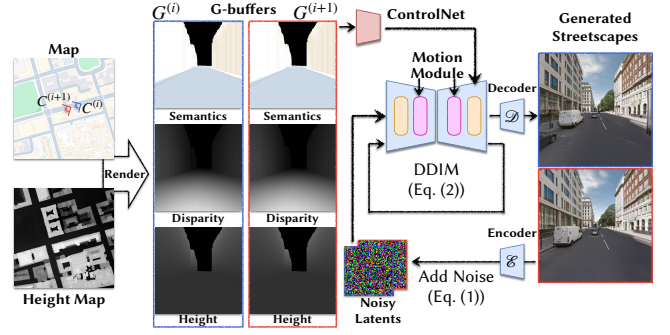 Map
C^(i+1)
C^(i)
Render
Height Map
G^(i)
G-buffers
G^(i+1)
Semantics
Semantics
Disparity
Disparity
Height
Height
ControlNet
Motion
Module
DDIM
(Eq. (2))
Decoder
𝒟
Generated
Streetscapes
Encoder
ℰ
Add Noise
(Eq. (1))
Noisy
Latents